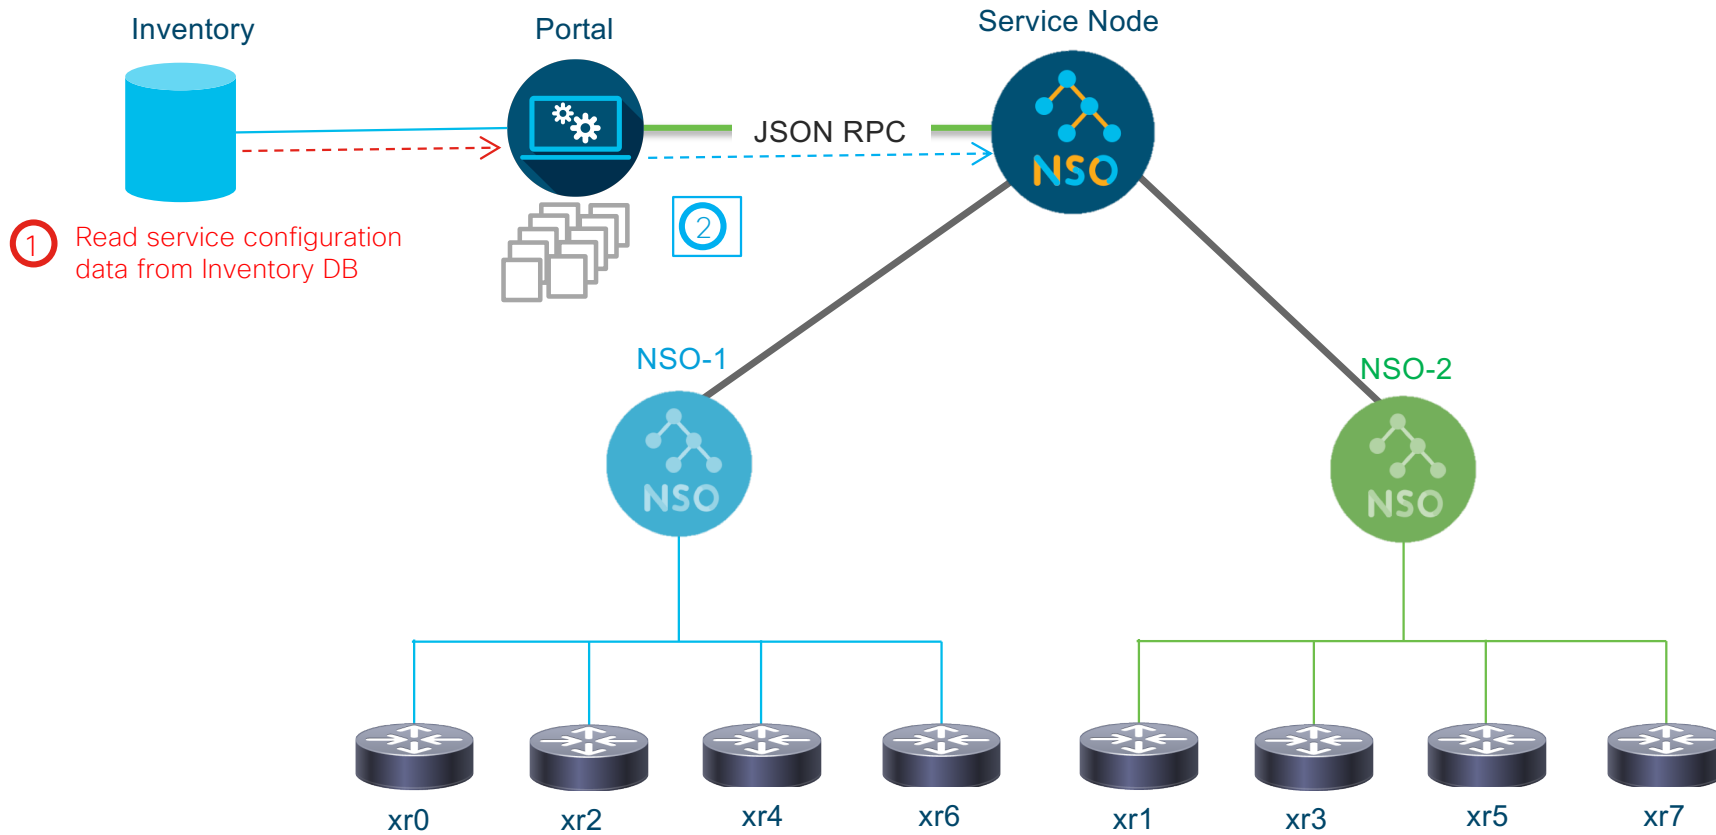 Inventory
Portal
Service Node
JSON RPC
NSO
1
Read service configuration
data from Inventory DB
2
NSO-1
NSO-2
NSO
NSO
xr0
xr2
xr4
xr6
xr1
xr3
xr5
xr7